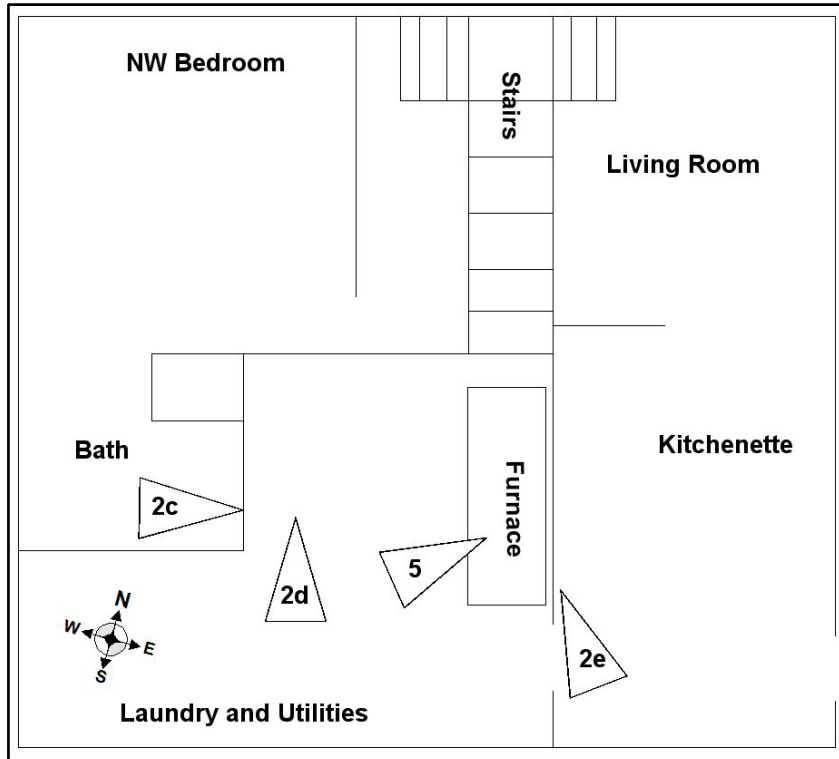 NW Bedroom
Stairs
Living Room
Bath
Kitchenette
Furnace
2c
2d
5
2e
N
W
E
S
Laundry and Utilities